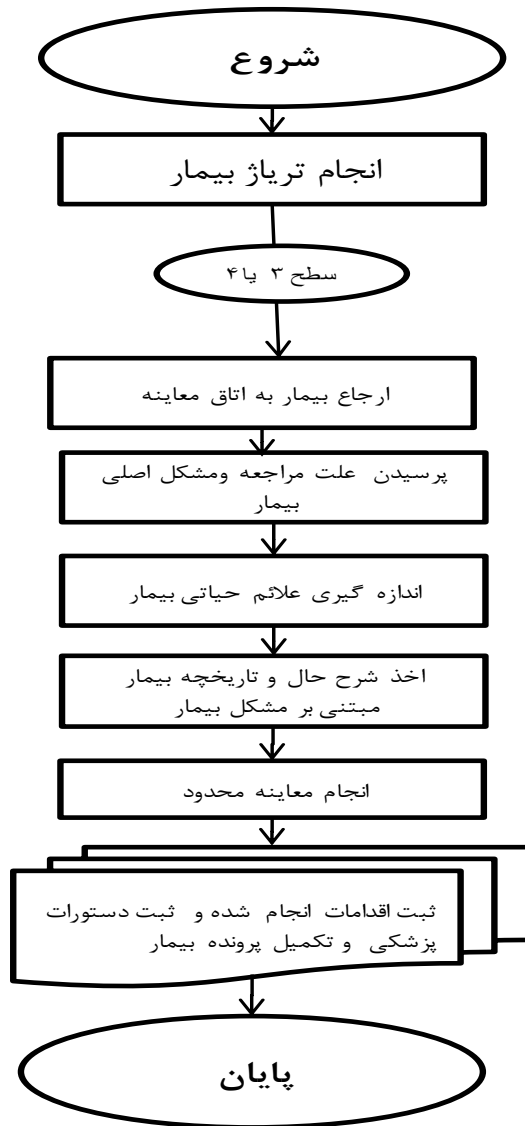 شروع
انجام تریاژ بیمار
سطح ۳ یا۴
ارجاع بیمار به اتاق معاینه
پرسیدن علت مراجعه ومشکل اصلی
بیمار
اندازه گیری علائم حیاتی بیمار
اخذ شرح حال و تاریخچه بیمار
مبتنی بر مشکل بیمار
انجام معاینه محدود
ثبت اقدامات انجام شده و ثبت دستورات
پزشکی و تکمیل پرونده بیمار
پایان